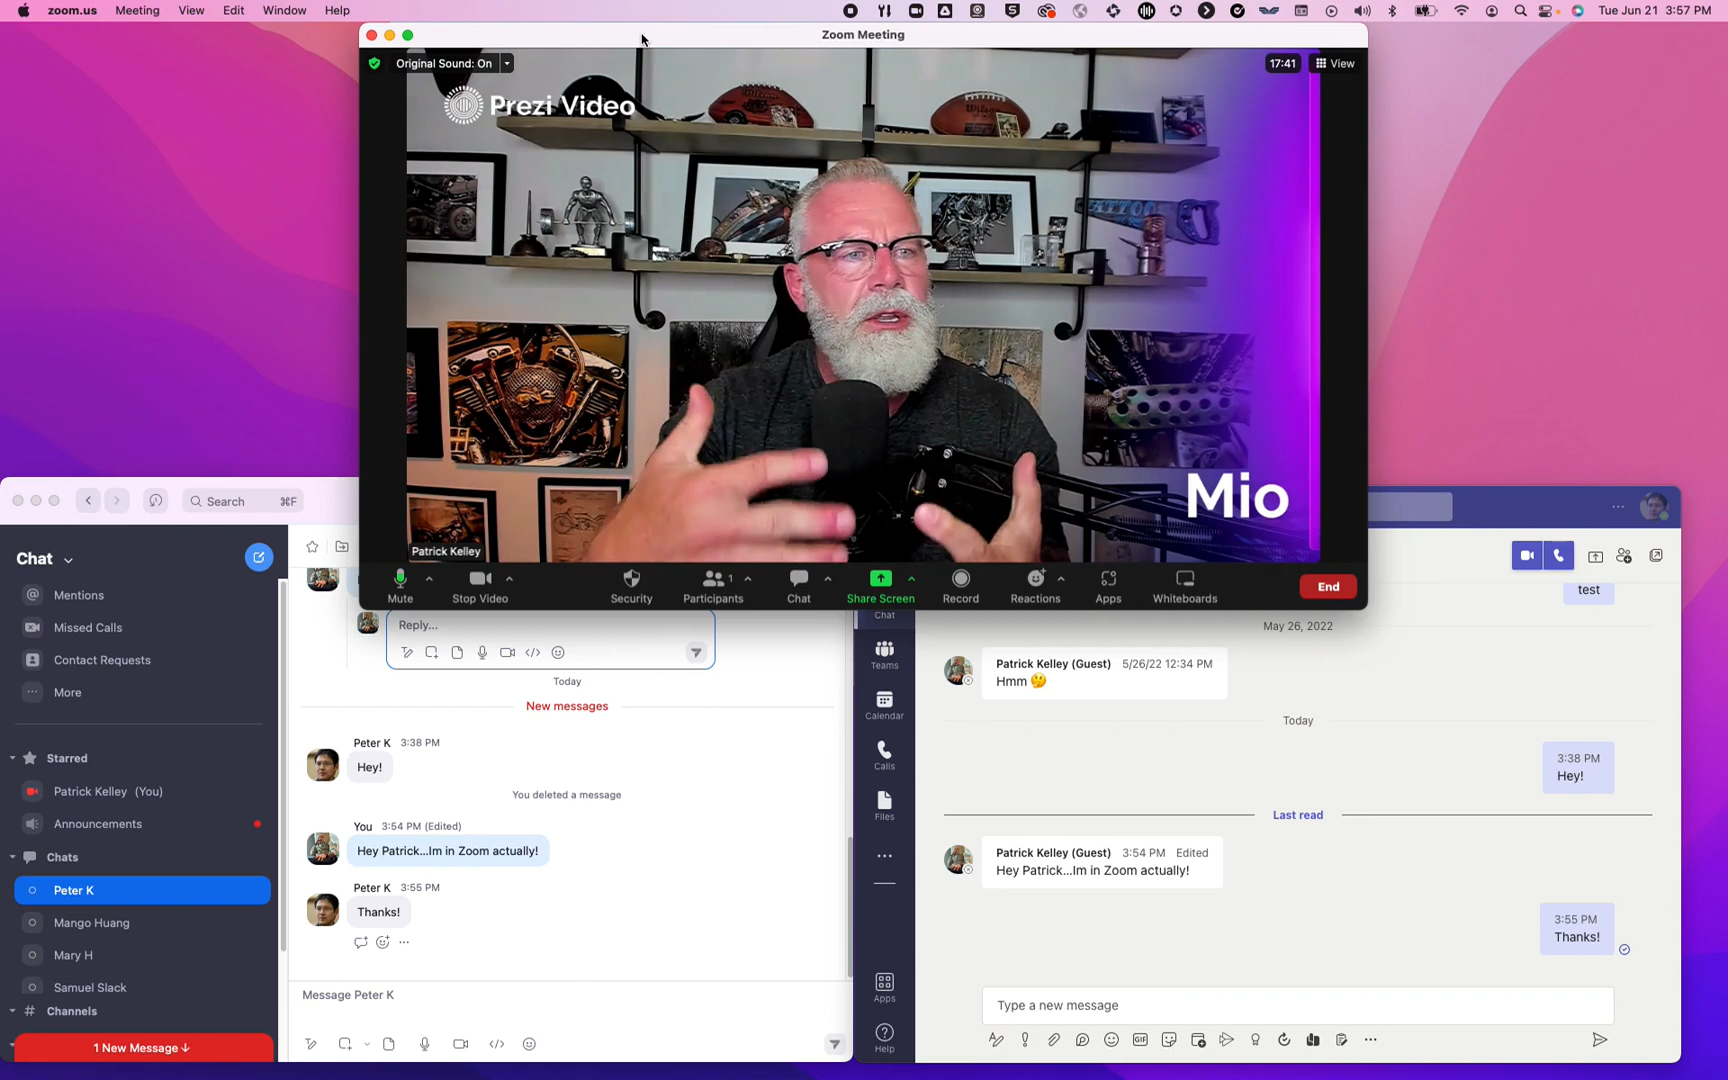 zoom.us Meeting View Edit Window Help
Tue Jun 21 3:57 PM
Zoom Meeting
Original Sound: On
17:41 View
Prezi Video
Wilson
TATTOO
Mio
Patrick Kelley
Mute
Stop Video
Security
1
Participants
Chat
Share Screen
Record
Reactions
Apps
Whiteboards
End
Search ⌘F
Chat
Mentions
Missed Calls
Contact Requests
More
Starred
Patrick Kelley (You)
Announcements
Chats
Peter K
Mango Huang
Mary H
Samuel Slack
Channels
1 New Message ↓
Reply...
Today
New messages
Peter K 3:38 PM
Hey!
You deleted a message
You 3:54 PM (Edited)
Hey Patrick...Im in Zoom actually!
Peter K 3:55 PM
Thanks!
Message Peter K
Chat
Teams
Calendar
Calls
Files
Apps
Help
test
May 26, 2022
Patrick Kelley (Guest) 5/26/22 12:34 PM
Hmm 🤔
Today
3:38 PM
Hey!
Last read
Patrick Kelley (Guest) 3:54 PM Edited
Hey Patrick...Im in Zoom actually!
3:55 PM
Thanks!
Type a new message
GIF